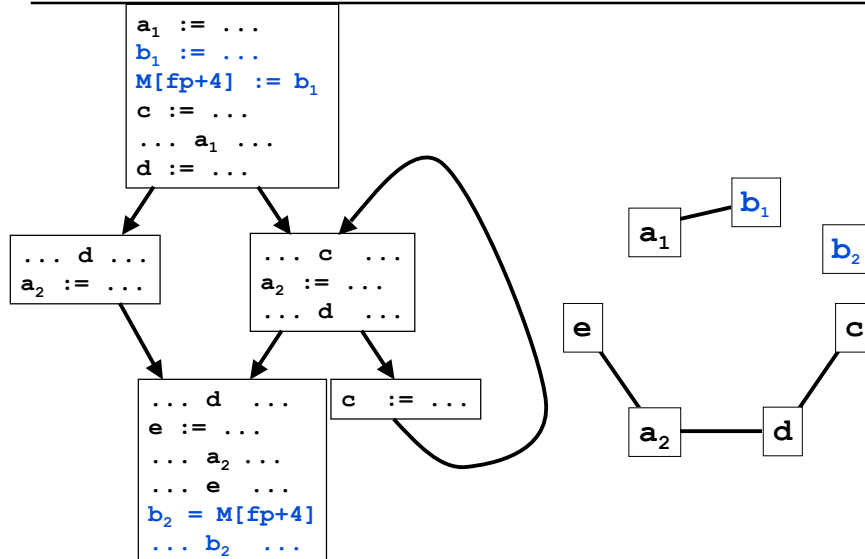 a₁ := ...
b₁ := ...
M[fp+4] := b₁
c := ...
... a₁ ...
d := ...
... d ...
a₂ := ...
... c ...
a₂ := ...
... d ...
... d ...
e := ...
... a₂ ...
... e ...
b₂ = M[fp+4]
... b₂ ...
c := ...
a₁
b₁
b₂
e
c
a₂
d